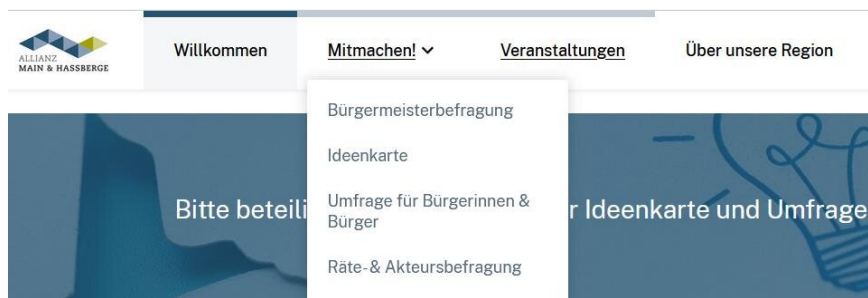 ALLIANZ
MAIN & HASSBERGE
Willkommen
Mitmachen!
Veranstaltungen
Über unsere Region
Bürgermeisterbefragung
Ideenkarte
Umfrage für Bürgerinnen &
Bürger
Räte- & Akteursbefragung
Bitte beteili
r Ideenkarte und Umfrage